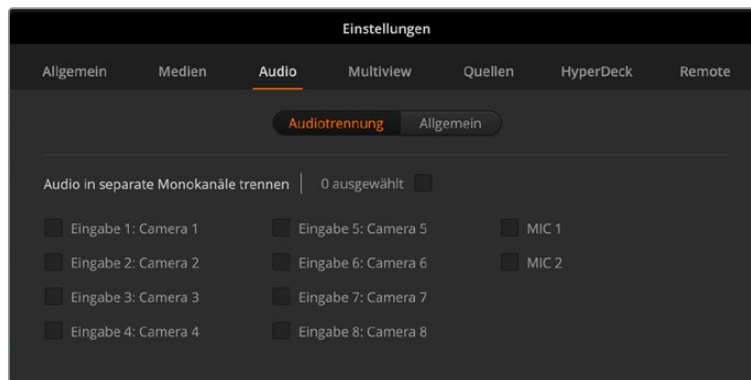 Einstellungen
Allgemein Medien Audio Multiview Quellen HyperDeck Remote
Audiotrennung Allgemein
Audio in separate Monokanäle trennen 0 ausgewählt
Eingabe 1: Camera 1 Eingabe 5: Camera 5 MIC 1
Eingabe 2: Camera 2 Eingabe 6: Camera 6 MIC 2
Eingabe 3: Camera 3 Eingabe 7: Camera 7
Eingabe 4: Camera 4 Eingabe 8: Camera 8